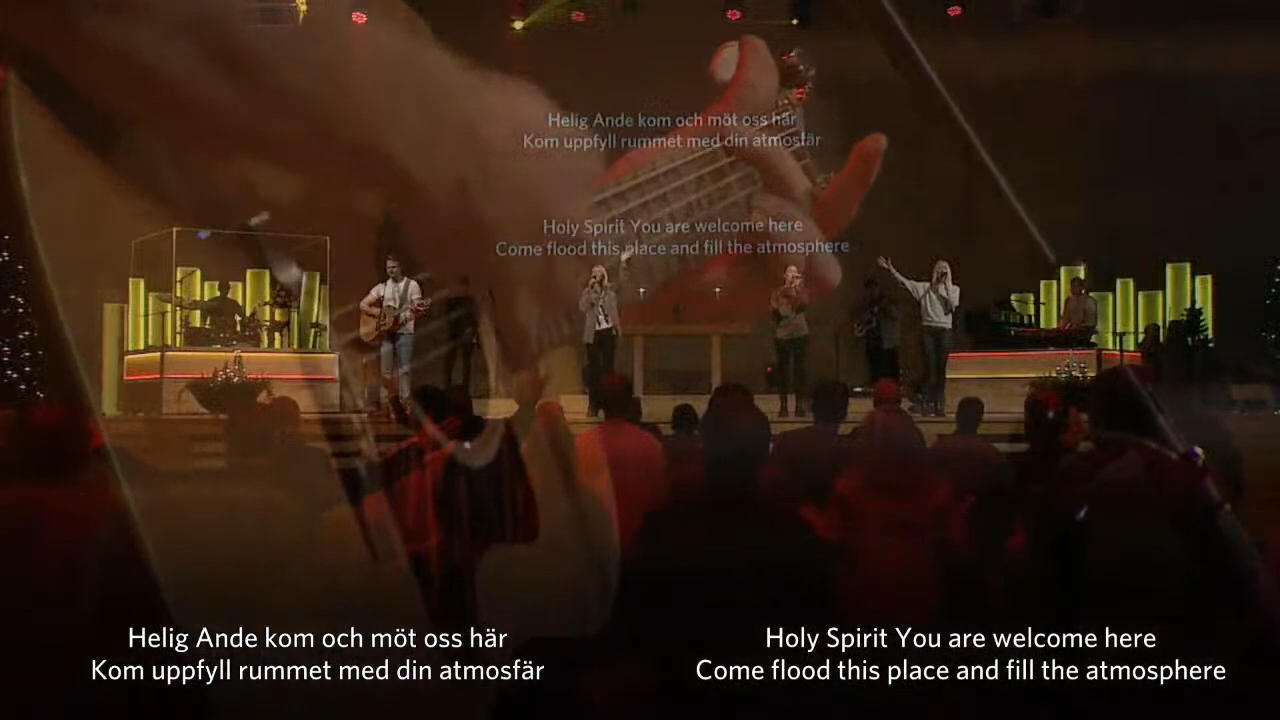 Helig Ande kom och möt oss här
Kom uppfyll rummet med din atmosfär
Holy Spirit You are welcome here
Come flood this place and fill the atmosphere
Helig Ande kom och möt oss här
Kom uppfyll rummet med din atmosfär
Holy Spirit You are welcome here
Come flood this place and fill the atmosphere